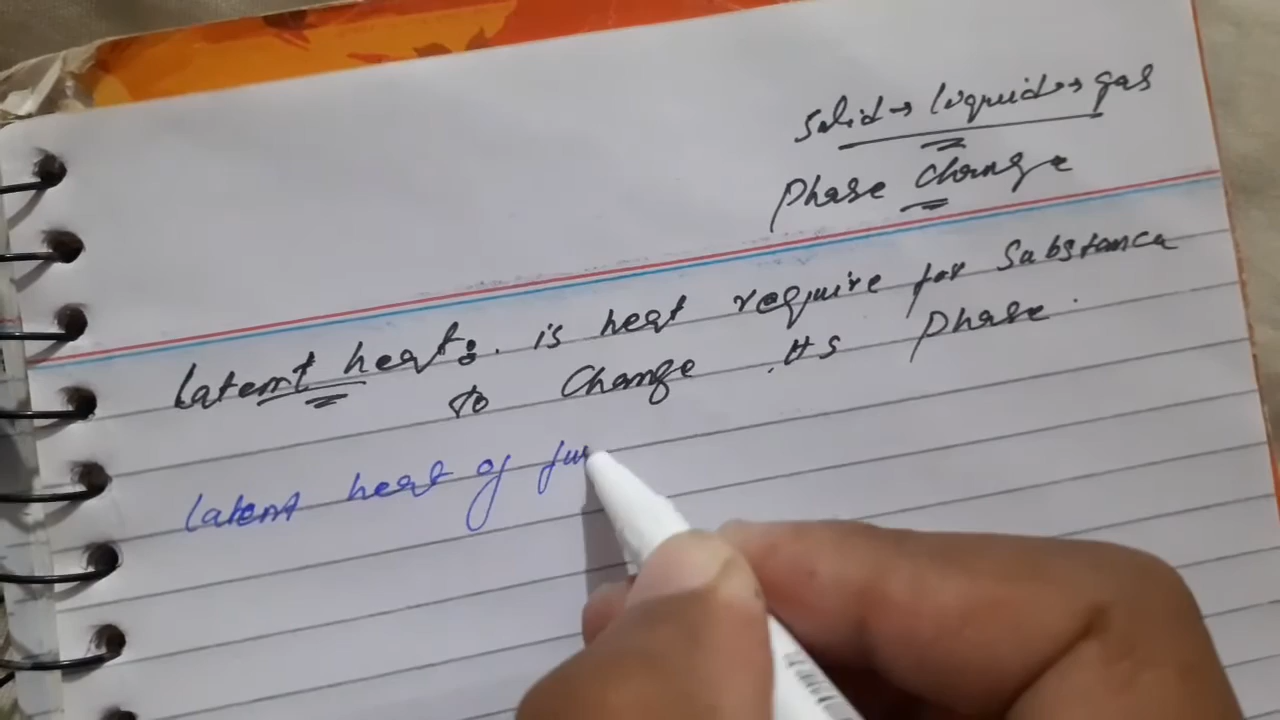 Solid → liquid → gas
Phase change
latent heat: is heat require for substance
to change its phase.
latent heat of fus